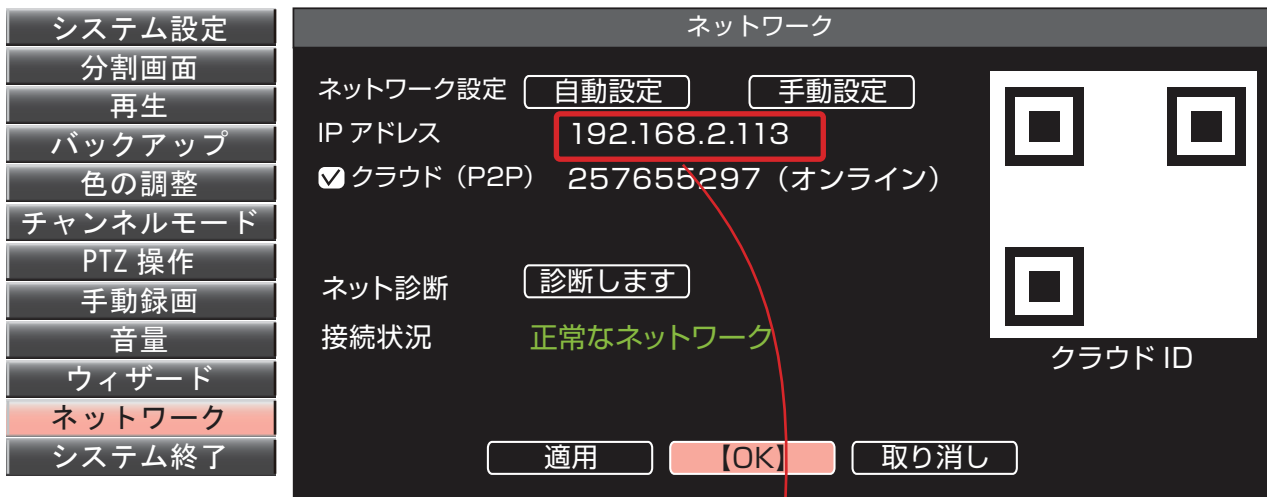 システム設定
分割画面
再生
バックアップ
色の調整
チャンネルモード
PTZ 操作
手動録画
音量
ウィザード
ネットワーク
システム終了
ネットワーク
ネットワーク設定 自動設定 手動設定
IP アドレス 192.168.2.113
クラウド（P2P） 257655297（オンライン）
ネット診断 診断します
接続状況 正常なネットワーク
クラウド ID
適用 【OK】 取り消し